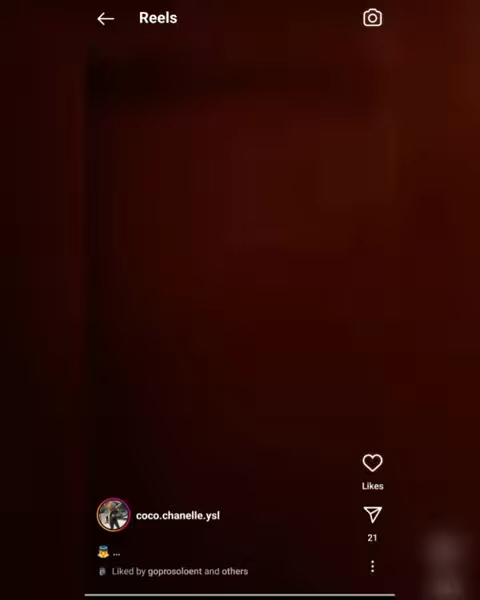 Reels
Likes
coco.chanelle.ysl
21
...
Liked by goprosoloent and others